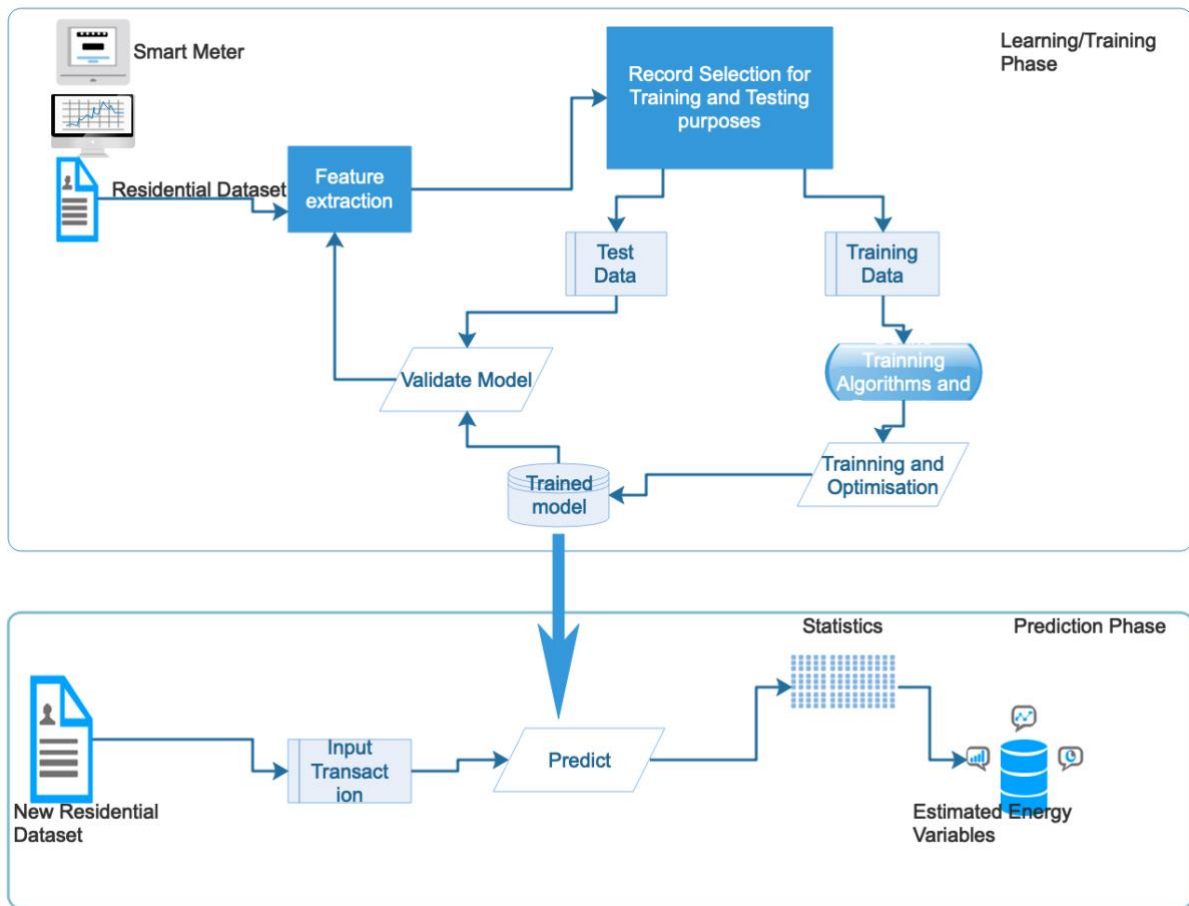 Smart Meter
Learning/Training
Phase
Record Selection for
Training and Testing
purposes
Residential Dataset
Feature
extraction
Test
Data
Training
Data
Trainning
Algorithms and
Validate Model
Trainning and
Optimisation
Trained
model
Statistics
Prediction Phase
Input
Transact
ion
Predict
New Residential
Dataset
Estimated Energy
Variables